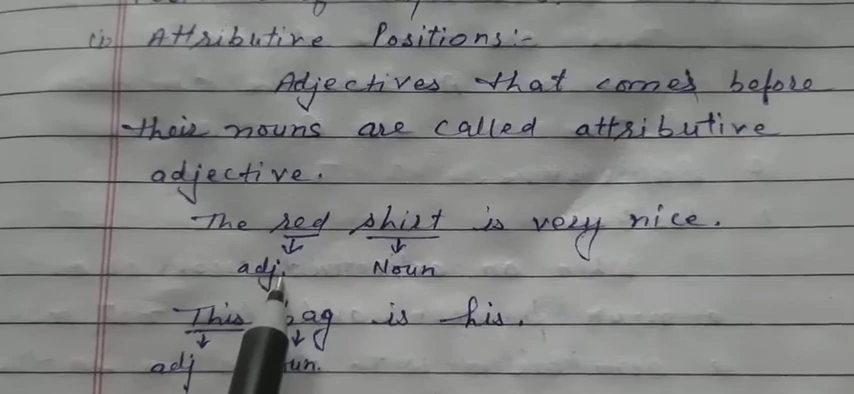 (i) Attributive Positions:-
Adjectives that comes before
their nouns are called attributive
adjective.
The red shirt is very nice.
adj. Noun
This is his.
adj